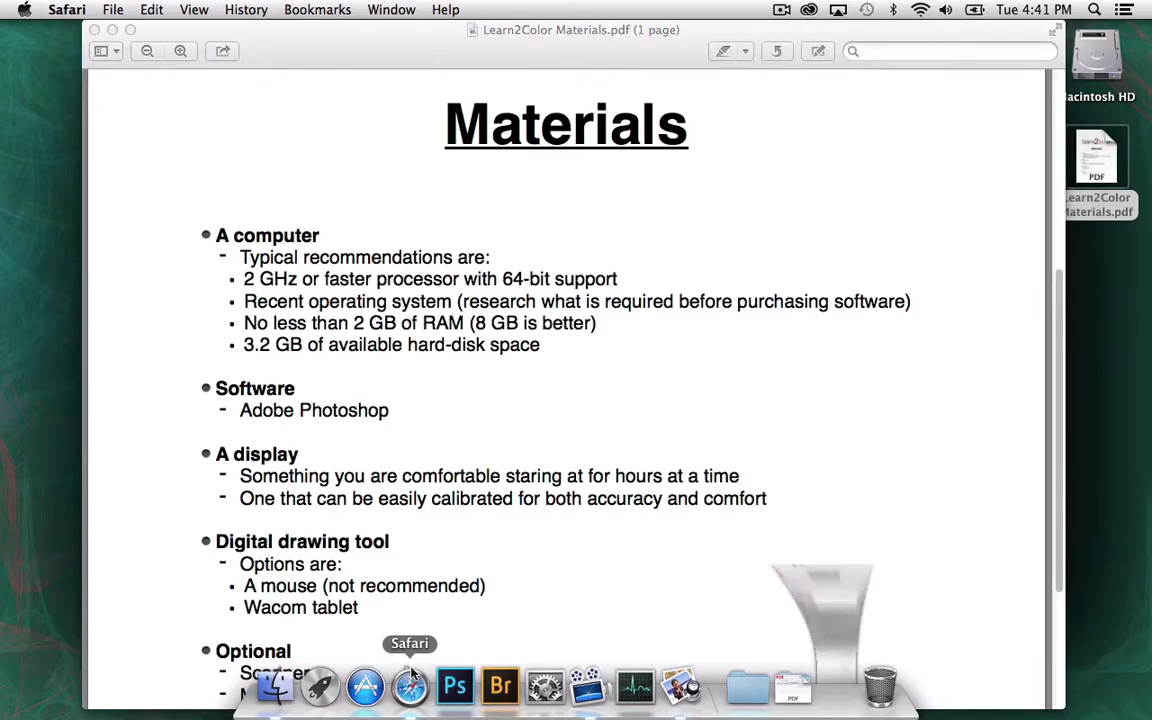 Safari File Edit View History Bookmarks Window Help Tue 4:41 PM
Learn2Color Materials.pdf (1 page)
Macintosh HD
PDF
Learn2Color
Materials.pdf
Materials
A computer
- Typical recommendations are:
• 2 GHz or faster processor with 64-bit support
• Recent operating system (research what is required before purchasing software)
• No less than 2 GB of RAM (8 GB is better)
• 3.2 GB of available hard-disk space
Software
- Adobe Photoshop
A display
- Something you are comfortable staring at for hours at a time
- One that can be easily calibrated for both accuracy and comfort
Digital drawing tool
- Options are:
• A mouse (not recommended)
• Wacom tablet
Optional
Safari
Ps Br PDF